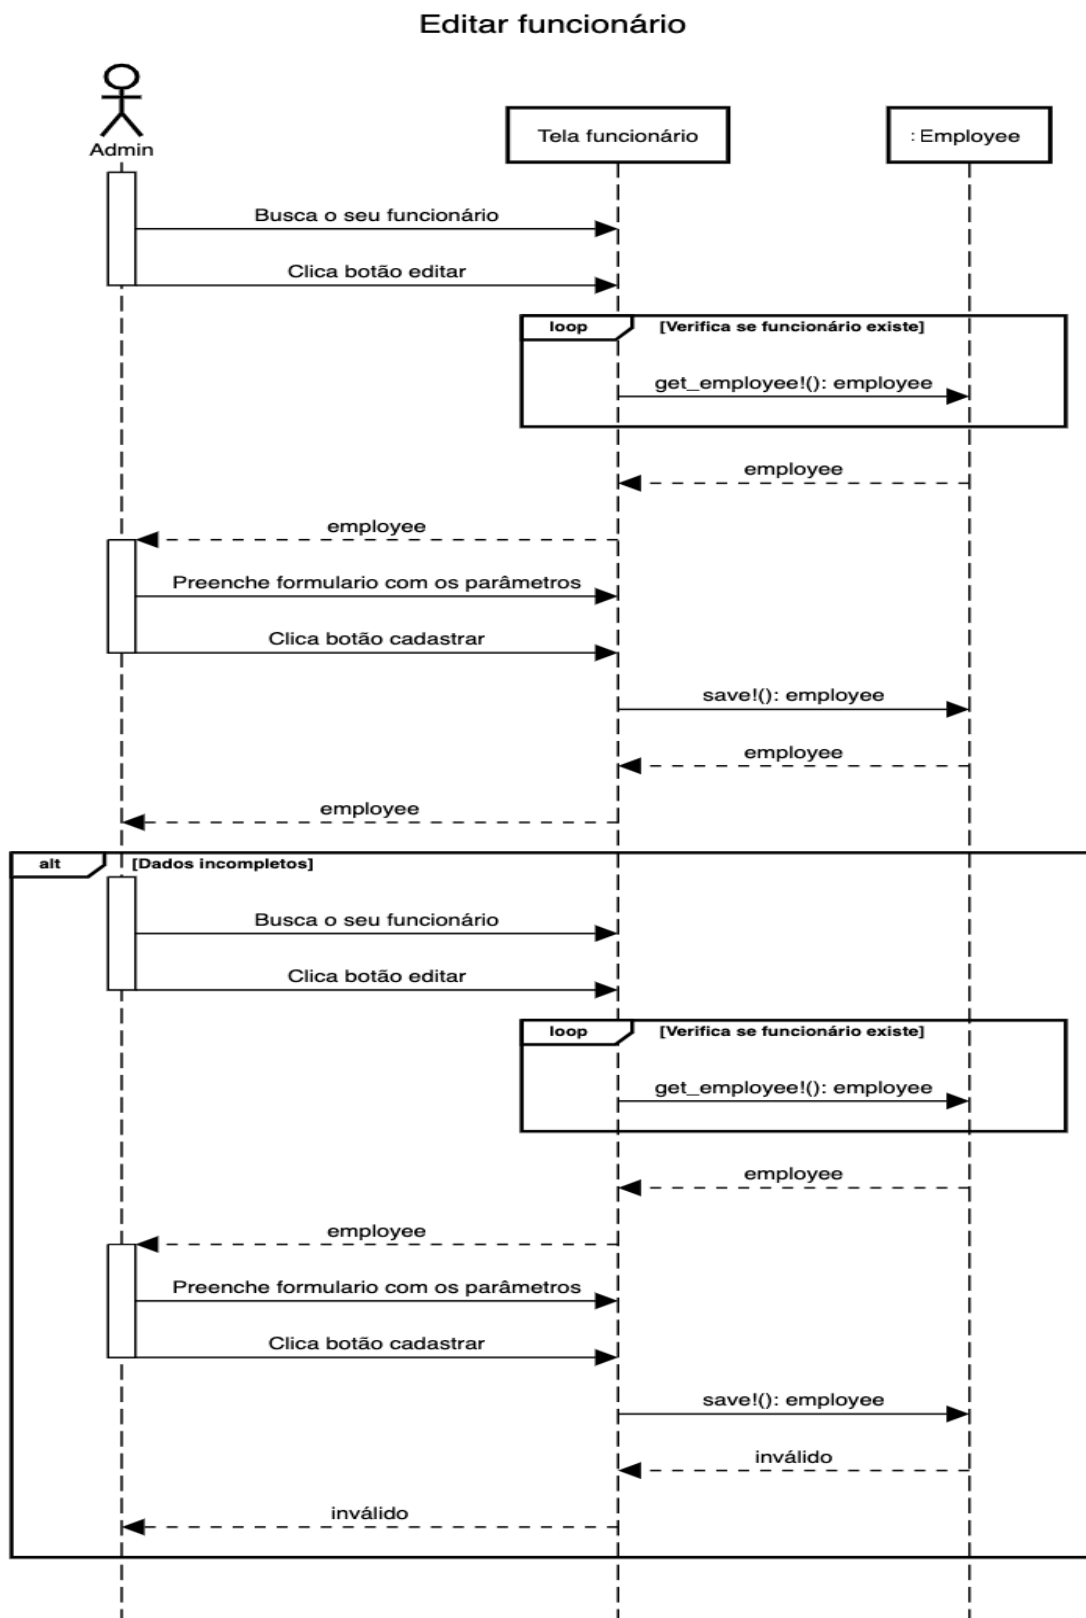 Editar funcionário
Admin
Tela funcionário
: Employee
Busca o seu funcionário
Clica botão editar
loop [Verifica se funcionário existe]
get_employee!(): employee
employee
employee
Preenche formulario com os parâmetros
Clica botão cadastrar
save!(): employee
employee
employee
alt [Dados incompletos]
Busca o seu funcionário
Clica botão editar
loop [Verifica se funcionário existe]
get_employee!(): employee
employee
employee
Preenche formulario com os parâmetros
Clica botão cadastrar
save!(): employee
inválido
inválido